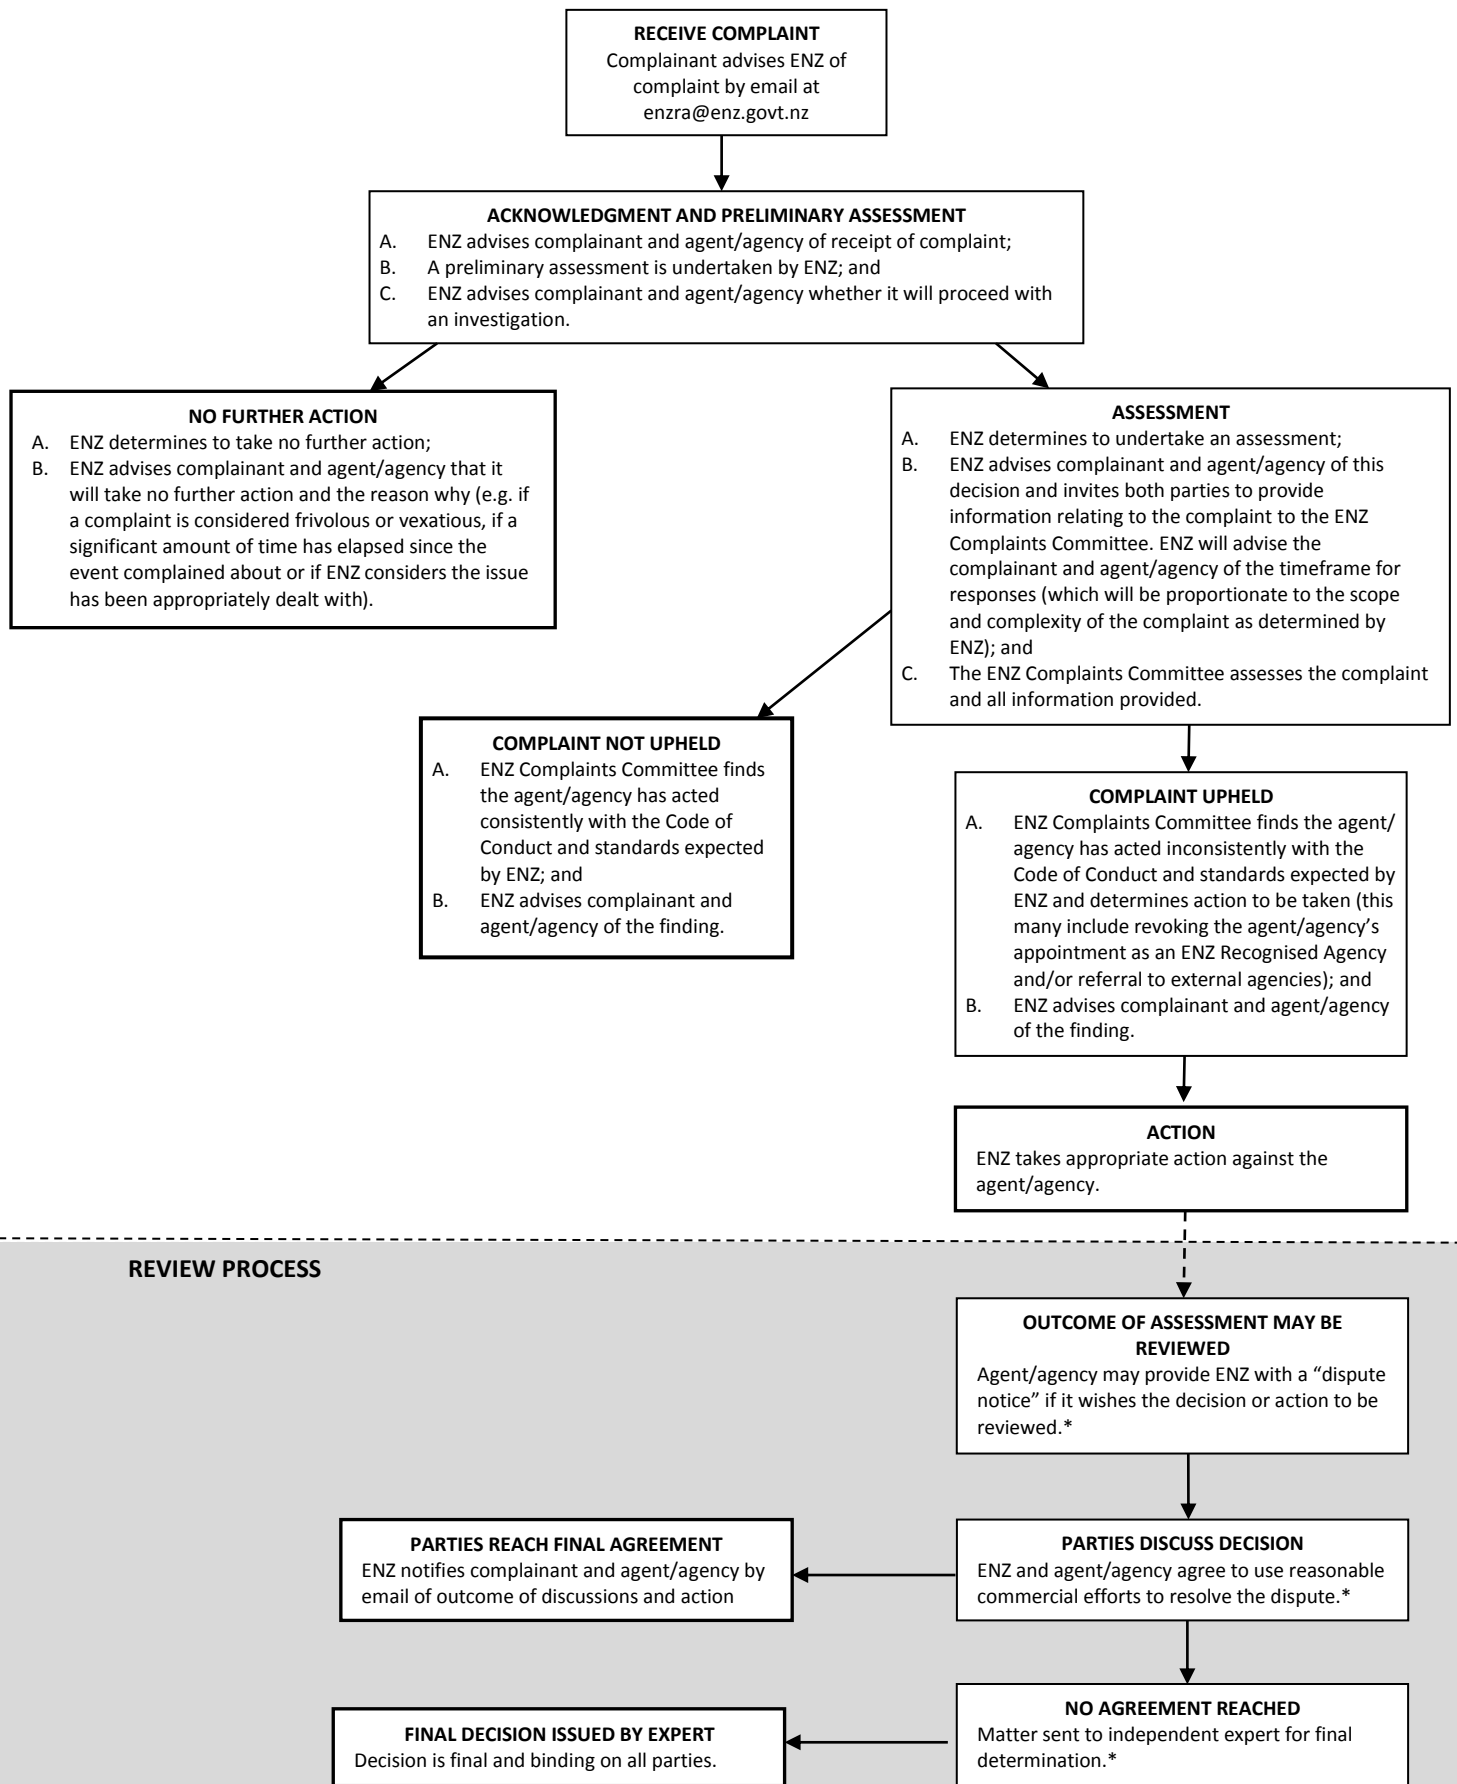 RECEIVE COMPLAINT
Complainant advises ENZ of
complaint by email at
enzra@enz.govt.nz
ACKNOWLEDGMENT AND PRELIMINARY ASSESSMENT
A. ENZ advises complainant and agent/agency of receipt of complaint;
B. A preliminary assessment is undertaken by ENZ; and
C. ENZ advises complainant and agent/agency whether it will proceed with
an investigation.
NO FURTHER ACTION
A. ENZ determines to take no further action;
B. ENZ advises complainant and agent/agency that it
will take no further action and the reason why (e.g. if
a complaint is considered frivolous or vexatious, if a
significant amount of time has elapsed since the
event complained about or if ENZ considers the issue
has been appropriately dealt with).
ASSESSMENT
A. ENZ determines to undertake an assessment;
B. ENZ advises complainant and agent/agency of this
decision and invites both parties to provide
information relating to the complaint to the ENZ
Complaints Committee. ENZ will advise the
complainant and agent/agency of the timeframe for
responses (which will be proportionate to the scope
and complexity of the complaint as determined by
ENZ); and
C. The ENZ Complaints Committee assesses the complaint
and all information provided.
COMPLAINT NOT UPHELD
A. ENZ Complaints Committee finds
the agent/agency has acted
consistently with the Code of
Conduct and standards expected
by ENZ; and
B. ENZ advises complainant and
agent/agency of the finding.
COMPLAINT UPHELD
A. ENZ Complaints Committee finds the agent/
agency has acted inconsistently with the
Code of Conduct and standards expected by
ENZ and determines action to be taken (this
many include revoking the agent/agency’s
appointment as an ENZ Recognised Agency
and/or referral to external agencies); and
B. ENZ advises complainant and agent/agency
of the finding.
ACTION
ENZ takes appropriate action against the
agent/agency.
REVIEW PROCESS
OUTCOME OF ASSESSMENT MAY BE
REVIEWED
Agent/agency may provide ENZ with a “dispute
notice” if it wishes the decision or action to be
reviewed.*
PARTIES REACH FINAL AGREEMENT
ENZ notifies complainant and agent/agency by
email of outcome of discussions and action
PARTIES DISCUSS DECISION
ENZ and agent/agency agree to use reasonable
commercial efforts to resolve the dispute.*
FINAL DECISION ISSUED BY EXPERT
Decision is final and binding on all parties.
NO AGREEMENT REACHED
Matter sent to independent expert for final
determination.*